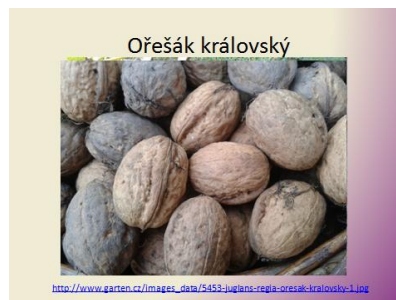 Ořešák královský
http://www.garten.cz/images_data/5453-juglans-regia-oresak-kralovsky-1.jpg